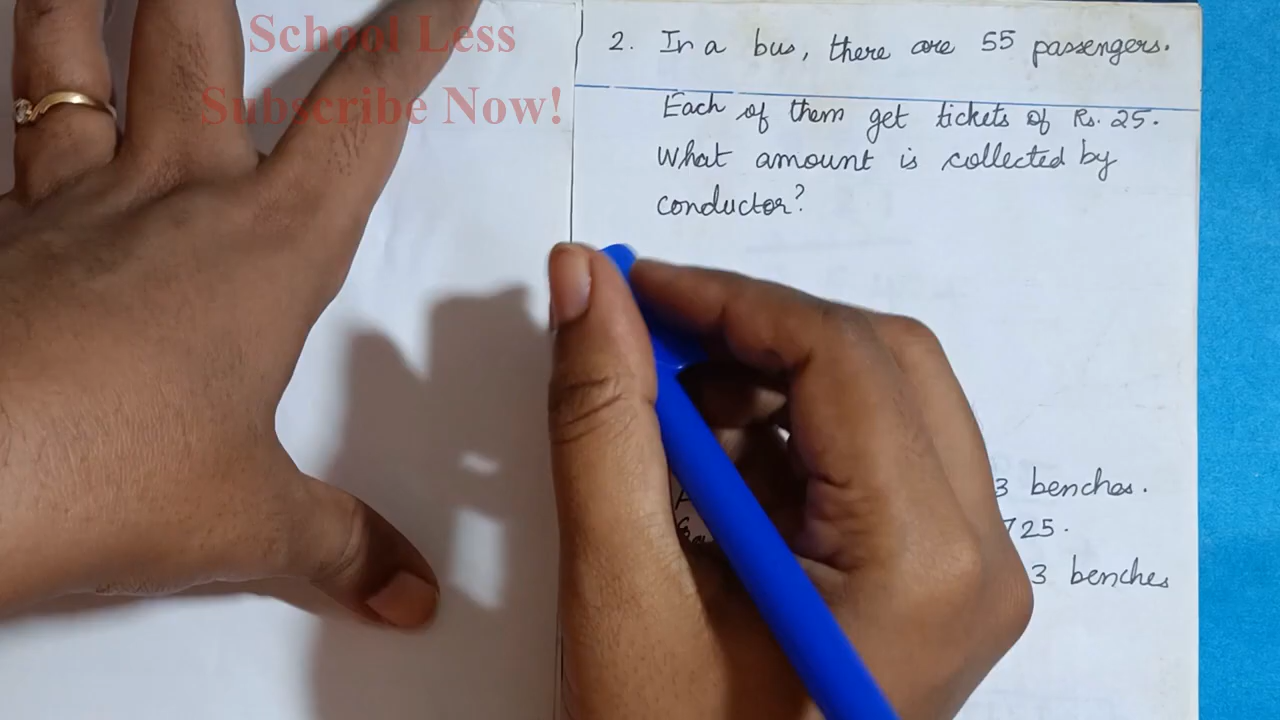 School Less
Subscribe Now!
2. In a bus, there are 55 passengers.
Each of them get tickets of Rs. 25.
What amount is collected by
conductor?
3 benches.
725.
3 benches